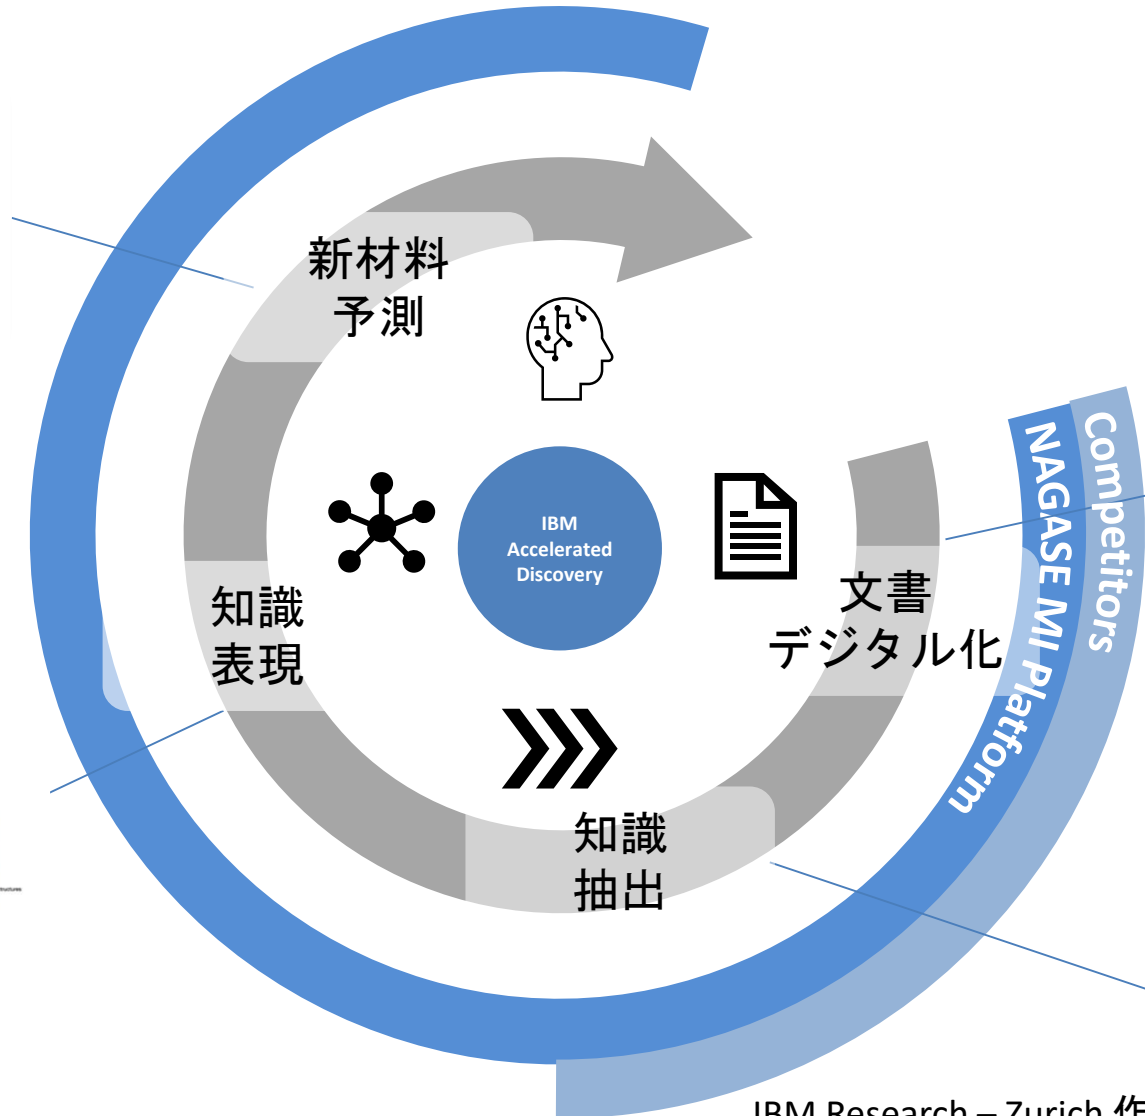 新材料
予測
IBM
Accelerated
Discovery
知識
表現
文書
デジタル化
知識
抽出
NAGASE MI Platform
Competitors
IBM Research – Zurich 作